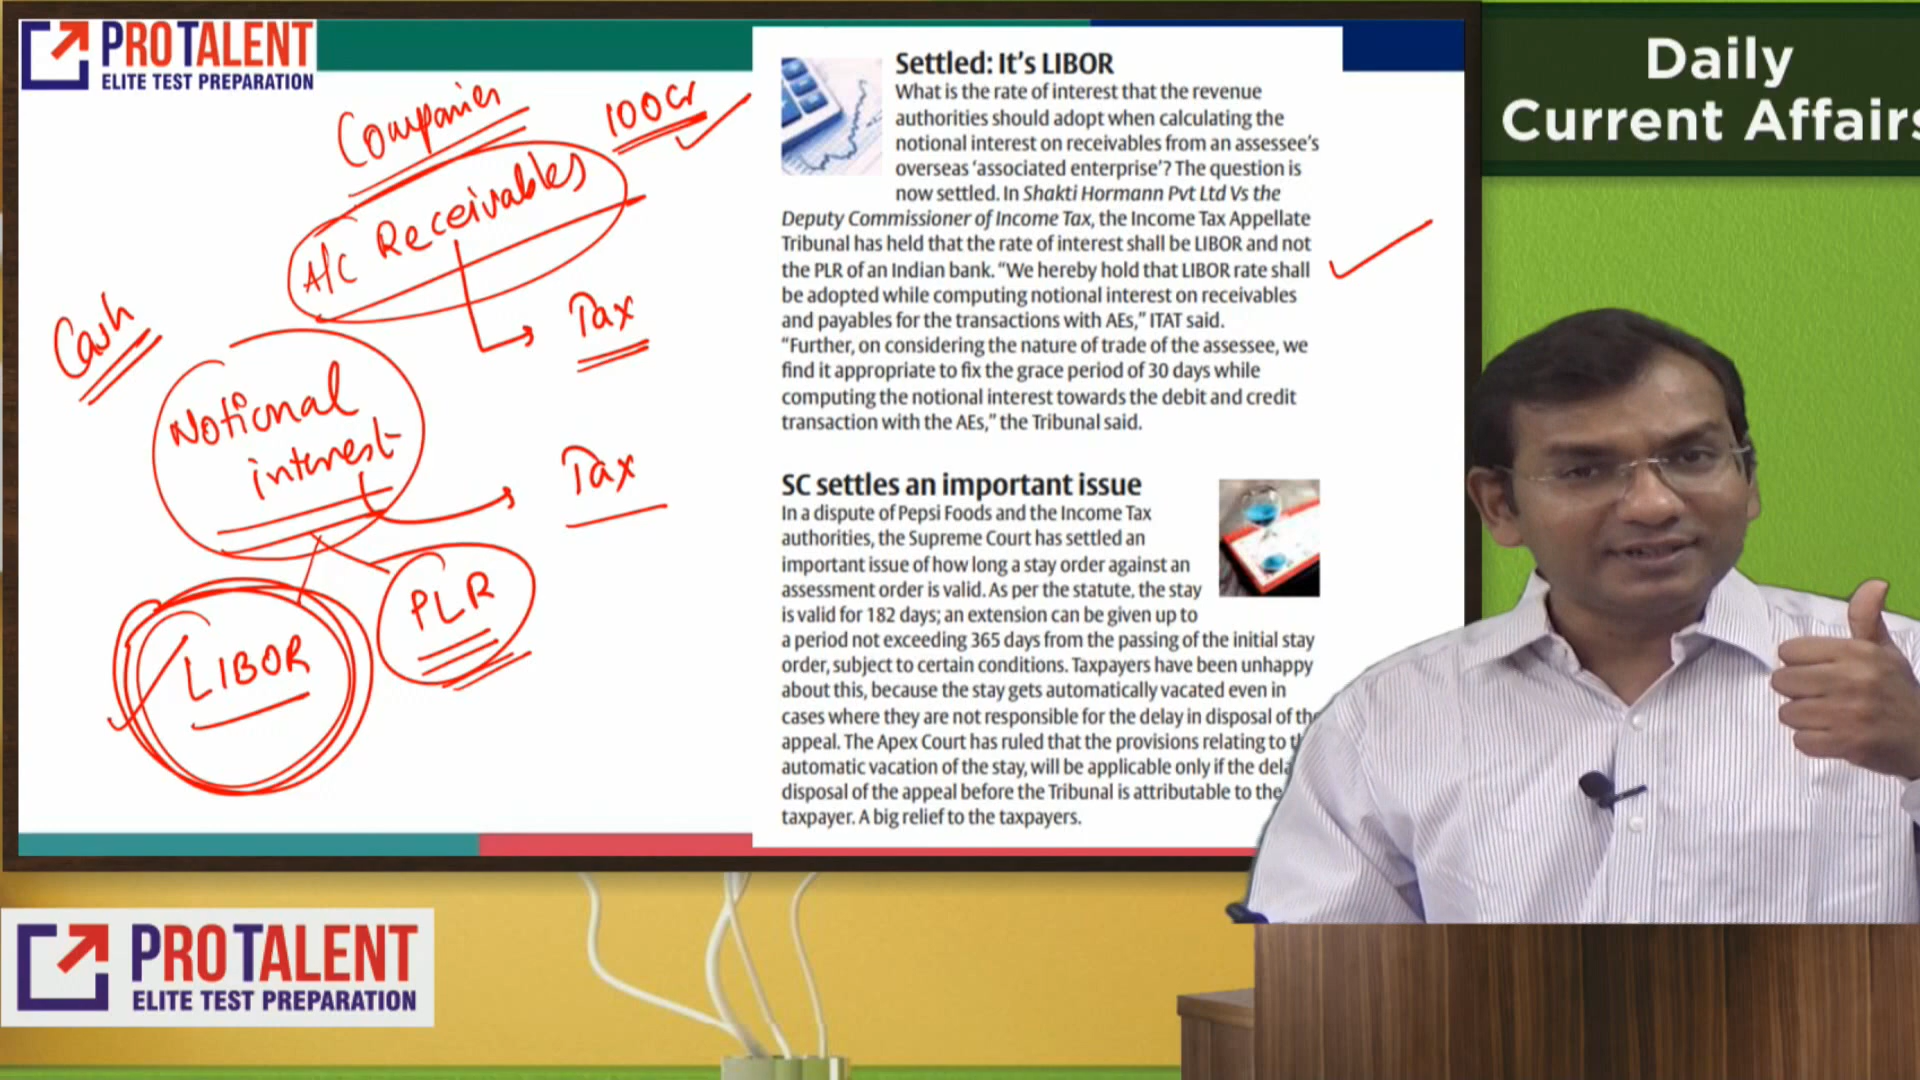 PRO TALENT
ELITE TEST PREPARATION
Companies
100Cr
A/C Receivables
Cash
Tax
Notional
interest
Tax
LIBOR
PLR
Settled: It's LIBOR
What is the rate of interest that the revenue
authorities should adopt when calculating the
notional interest on receivables from an assessee's
overseas 'associated enterprise'? The question is
now settled. In Shakti Hormann Pvt Ltd Vs the
Deputy Commissioner of Income Tax, the Income Tax Appellate
Tribunal has held that the rate of interest shall be LIBOR and not
the PLR of an Indian bank. "We hereby hold that LIBOR rate shall
be adopted while computing notional interest on receivables
and payables for the transactions with AEs," ITAT said.
"Further, on considering the nature of trade of the assessee, we
find it appropriate to fix the grace period of 30 days while
computing the notional interest towards the debit and credit
transaction with the AEs," the Tribunal said.
SC settles an important issue
In a dispute of Pepsi Foods and the Income Tax
authorities, the Supreme Court has settled an
important issue of how long a stay order against an
assessment order is valid. As per the statute, the stay
is valid for 182 days; an extension can be given up to
a period not exceeding 365 days from the passing of the initial stay
order, subject to certain conditions. Taxpayers have been unhappy
about this, because the stay gets automatically vacated even in
cases where they are not responsible for the delay in disposal of the
appeal. The Apex Court has ruled that the provisions relating to
automatic vacation of the stay, will be applicable only if the
disposal of the appeal before the Tribunal is attributable to the
taxpayer. A big relief to the taxpayers.
Daily
Current Affairs
PRO TALENT
ELITE TEST PREPARATION